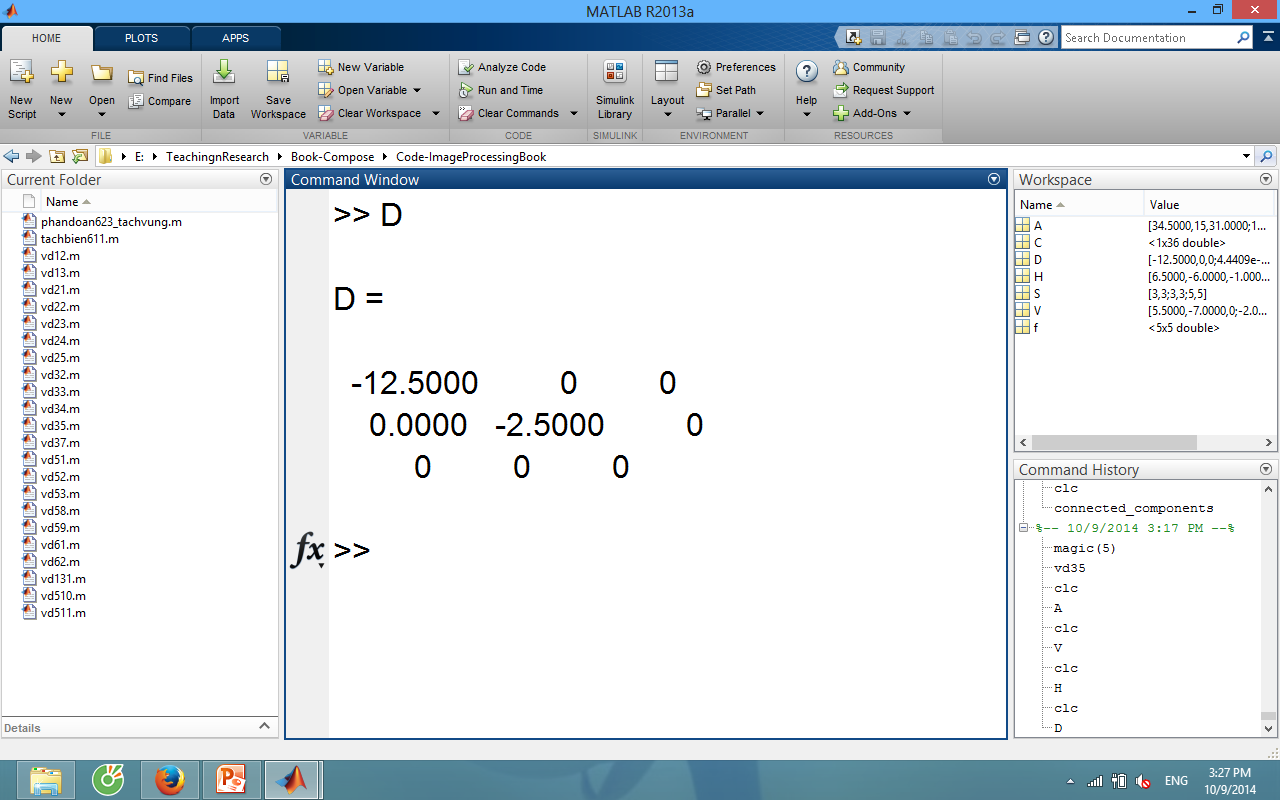 MATLAB R2013a
HOME PLOTS APPS
Search Documentation
New Script
New
Open
Find Files
Compare
FILE
Import Data
Save Workspace
New Variable
Open Variable
Clear Workspace
VARIABLE
Analyze Code
Run and Time
Clear Commands
CODE
Simulink Library
SIMULINK
Layout
Preferences
Set Path
Parallel
ENVIRONMENT
Help
Community
Request Support
Add-Ons
RESOURCES
E: TeachingnResearch Book-Compose Code-ImageProcessingBook
Current Folder
Name
phandoan623_tachvung.m
tachbien611.m
vd12.m
vd13.m
vd21.m
vd22.m
vd23.m
vd24.m
vd25.m
vd32.m
vd33.m
vd34.m
vd35.m
vd37.m
vd51.m
vd52.m
vd53.m
vd58.m
vd59.m
vd61.m
vd62.m
vd131.m
vd510.m
vd511.m
Details
Command Window
>> D
D =
-12.5000 0 0
0.0000 -2.5000 0
0 0 0
fx >>
Workspace
Name Value
A [34.5000,15,31.0000;1...
C <1x36 double>
D [-12.5000,0,0;4.4409e-...
H [6.5000,-6.0000,-1.000...
S [3,3;3,3;5,5]
V [5.5000,-7.0000,0;-2.0...
f <5x5 double>
Command History
clc
connected_components
%-- 10/9/2014 3:17 PM --%
magic(5)
vd35
clc
A
clc
V
clc
H
clc
D
ENG
3:27 PM
10/9/2014